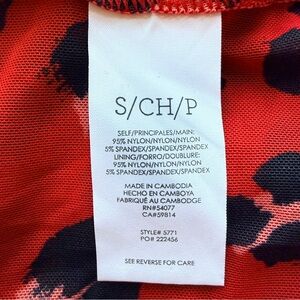 S/CH/P
SELF/PRINCIPALES/MAIN:
95% NYLON/NYLON/NYLON
5% SPANDEX/SPANDEX/SPANDEX
LINING/FORRO/DOUBLURE:
95% NYLON/NYLON/NYLON
5% SPANDEX/SPANDEX/SPANDEX
MADE IN CAMBODIA
HECHO EN CAMBOYA
FABRIQUÉ AU CAMBODGE
RN#54077
CA#59814
STYLE# 5771
PO# 222456
SEE REVERSE FOR CARE